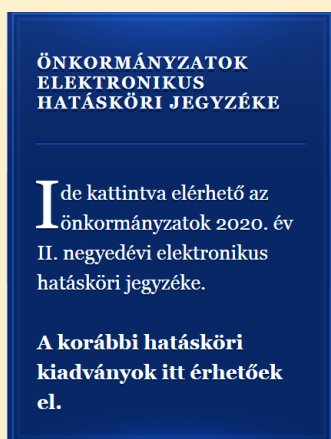 ÖNKORMÁNYZATOK
ELEKTRONIKUS
HATÁSKÖRI JEGYZÉKE
Ide kattintva elérhető az
önkormányzatok 2020. év
II. negyedévi elektronikus
hatásköri jegyzéke.
A korábbi hatásköri
kiadványok itt érhetőek
el.